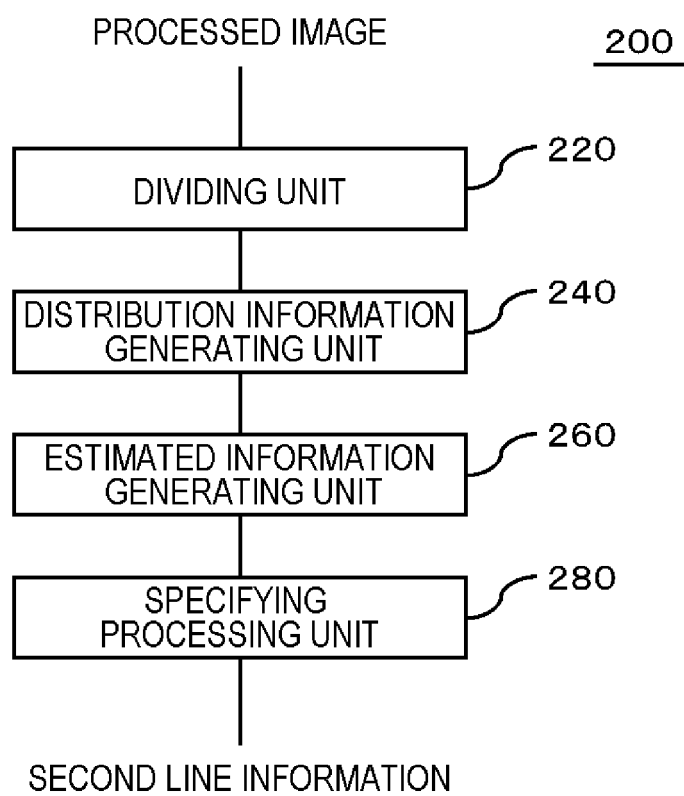 PROCESSED IMAGE
200
220
DIVIDING UNIT
240
DISTRIBUTION INFORMATION
GENERATING UNIT
260
ESTIMATED INFORMATION
GENERATING UNIT
280
SPECIFYING
PROCESSING UNIT
SECOND LINE INFORMATION